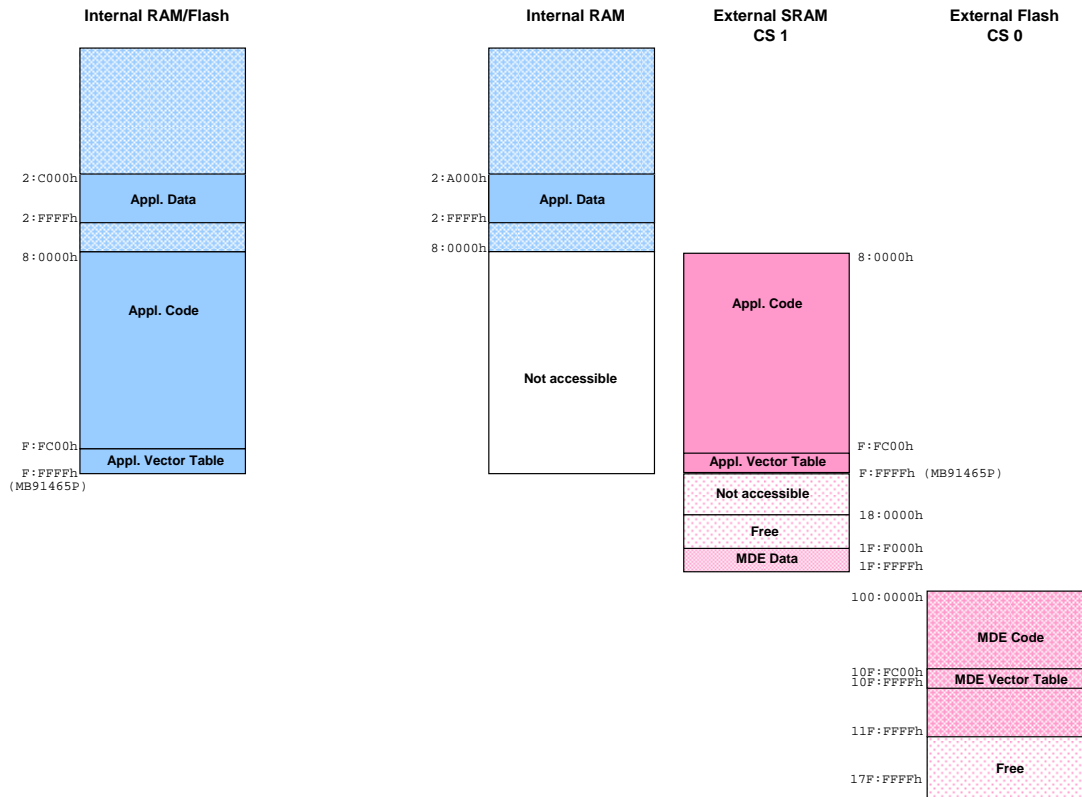 Internal RAM/Flash
2:C000h
Appl. Data
2:FFFFh
8:0000h
Appl. Code
F:FC00h
Appl. Vector Table
F:FFFFh
(MB91465P)
Internal RAM
2:A000h
Appl. Data
2:FFFFh
8:0000h
Not accessible
External SRAM
CS 1
8:0000h
Appl. Code
F:FC00h
Appl. Vector Table
F:FFFFh (MB91465P)
Not accessible
18:0000h
Free
1F:F000h
MDE Data
1F:FFFFh
External Flash
CS 0
100:0000h
MDE Code
10F:FC00h
MDE Vector Table
10F:FFFFh
11F:FFFFh
Free
17F:FFFFh